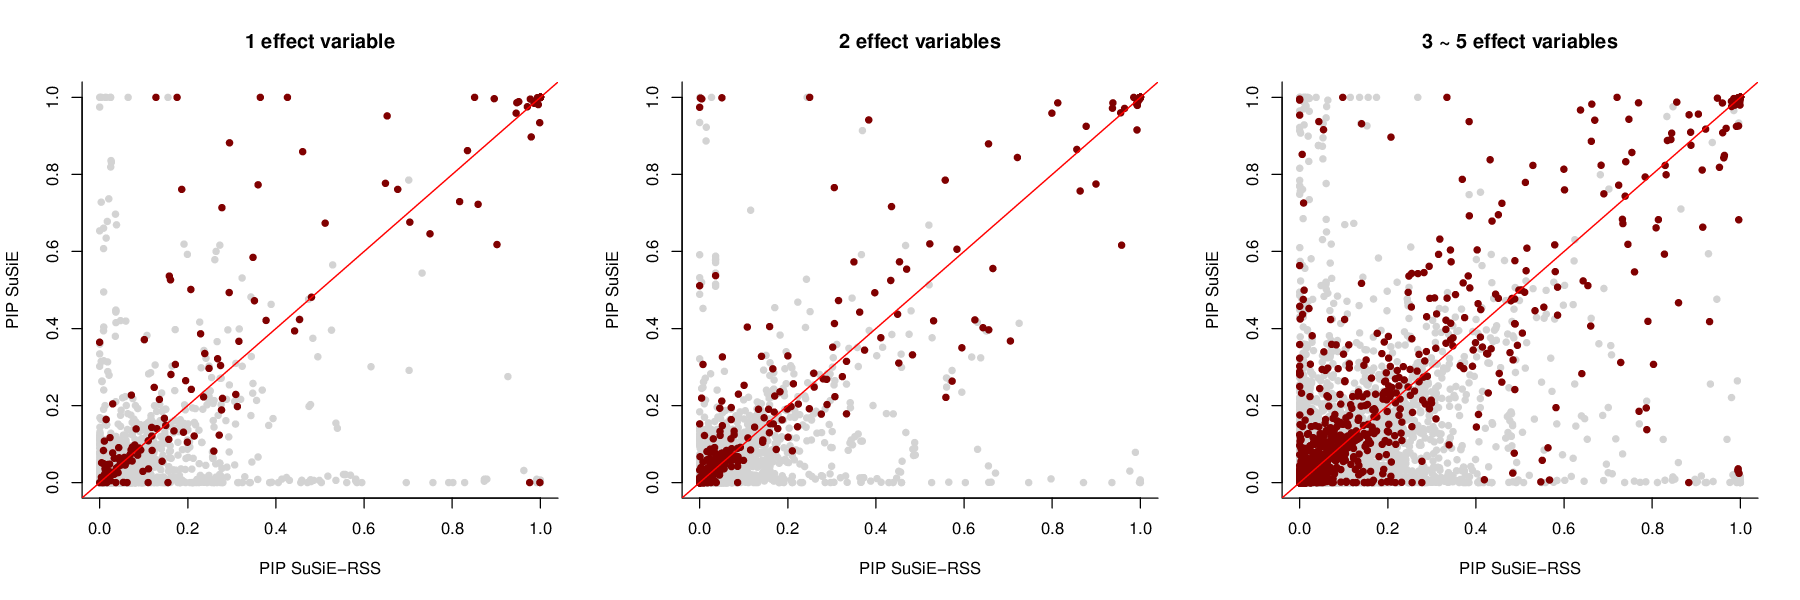 1 effect variable
PIP SuSiE
1.0
0.8
0.6
0.4
0.2
0.0
0.0 0.2 0.4 0.6 0.8 1.0
PIP SuSiE−RSS
2 effect variables
PIP SuSiE
1.0
0.8
0.6
0.4
0.2
0.0
0.0 0.2 0.4 0.6 0.8 1.0
PIP SuSiE−RSS
3 ~ 5 effect variables
PIP SuSiE
1.0
0.8
0.6
0.4
0.2
0.0
0.0 0.2 0.4 0.6 0.8 1.0
PIP SuSiE−RSS